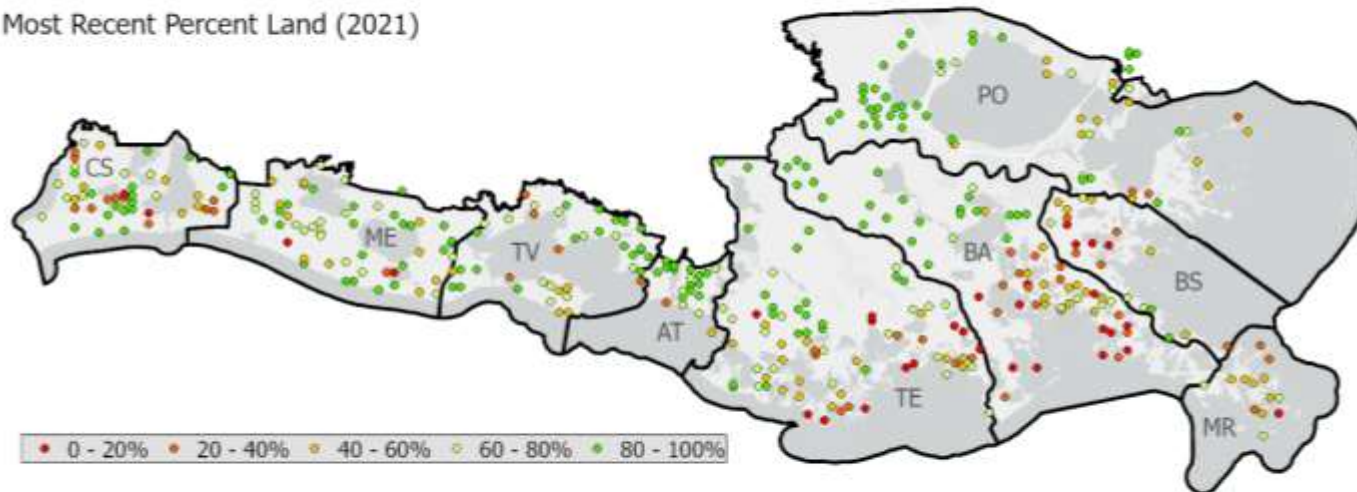 Most Recent Percent Land (2021)
PO
CS
ME
TV
BA
BS
AT
TE
MR
0 - 20% 20 - 40% 40 - 60% 60 - 80% 80 - 100%